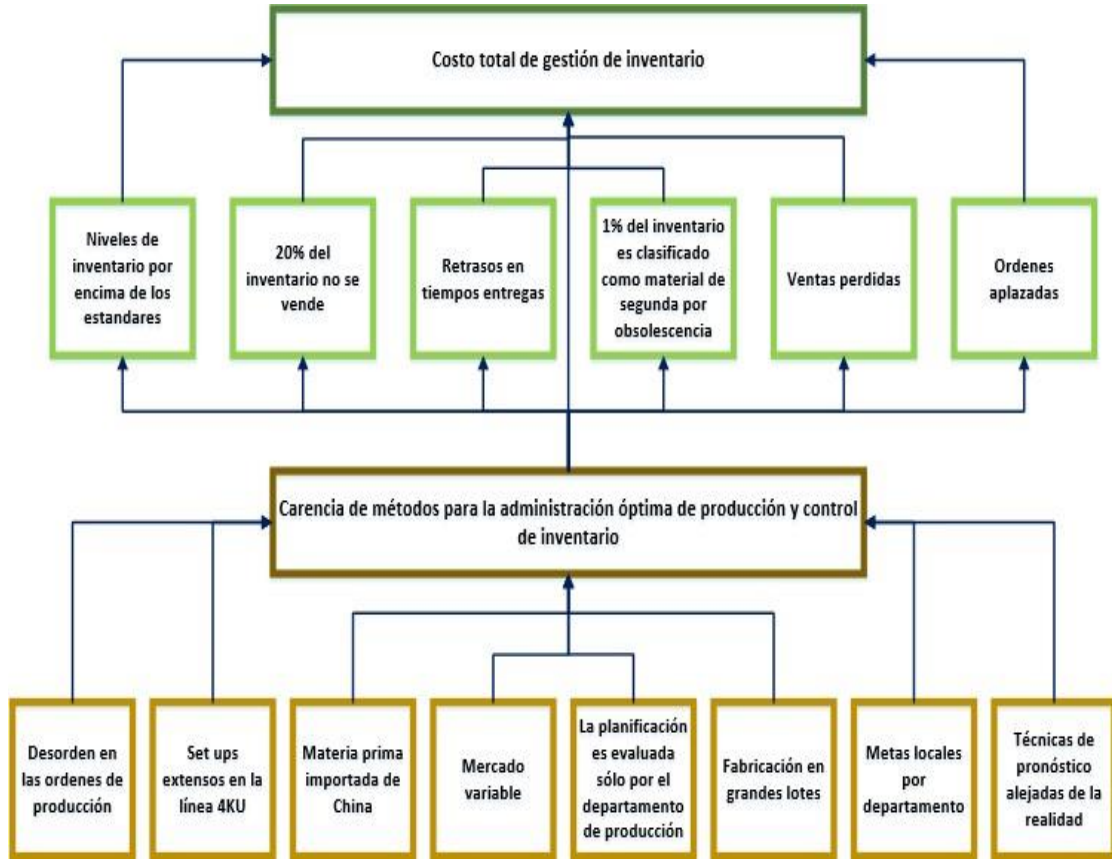 Costo total de gestión de inventario
Niveles de
inventario por
encima de los
estandares
20% del
inventario no se
vende
Retrasos en
tiempos entregas
1% del inventario
es clasificado
como material de
segunda por
obsolescencia
Ventas perdidas
Ordenes
aplazadas
Carencia de métodos para la administración óptima de producción y control
de inventario
Desorden en
las ordenes de
producción
Set ups
extensos en la
línea 4KU
Materia prima
importada de
China
Mercado
variable
La planificación
es evaluada
sólo por el
departamento
de producción
Fabricación en
grandes lotes
Metas locales
por
departamento
Técnicas de
pronóstico
alejadas de la
realidad